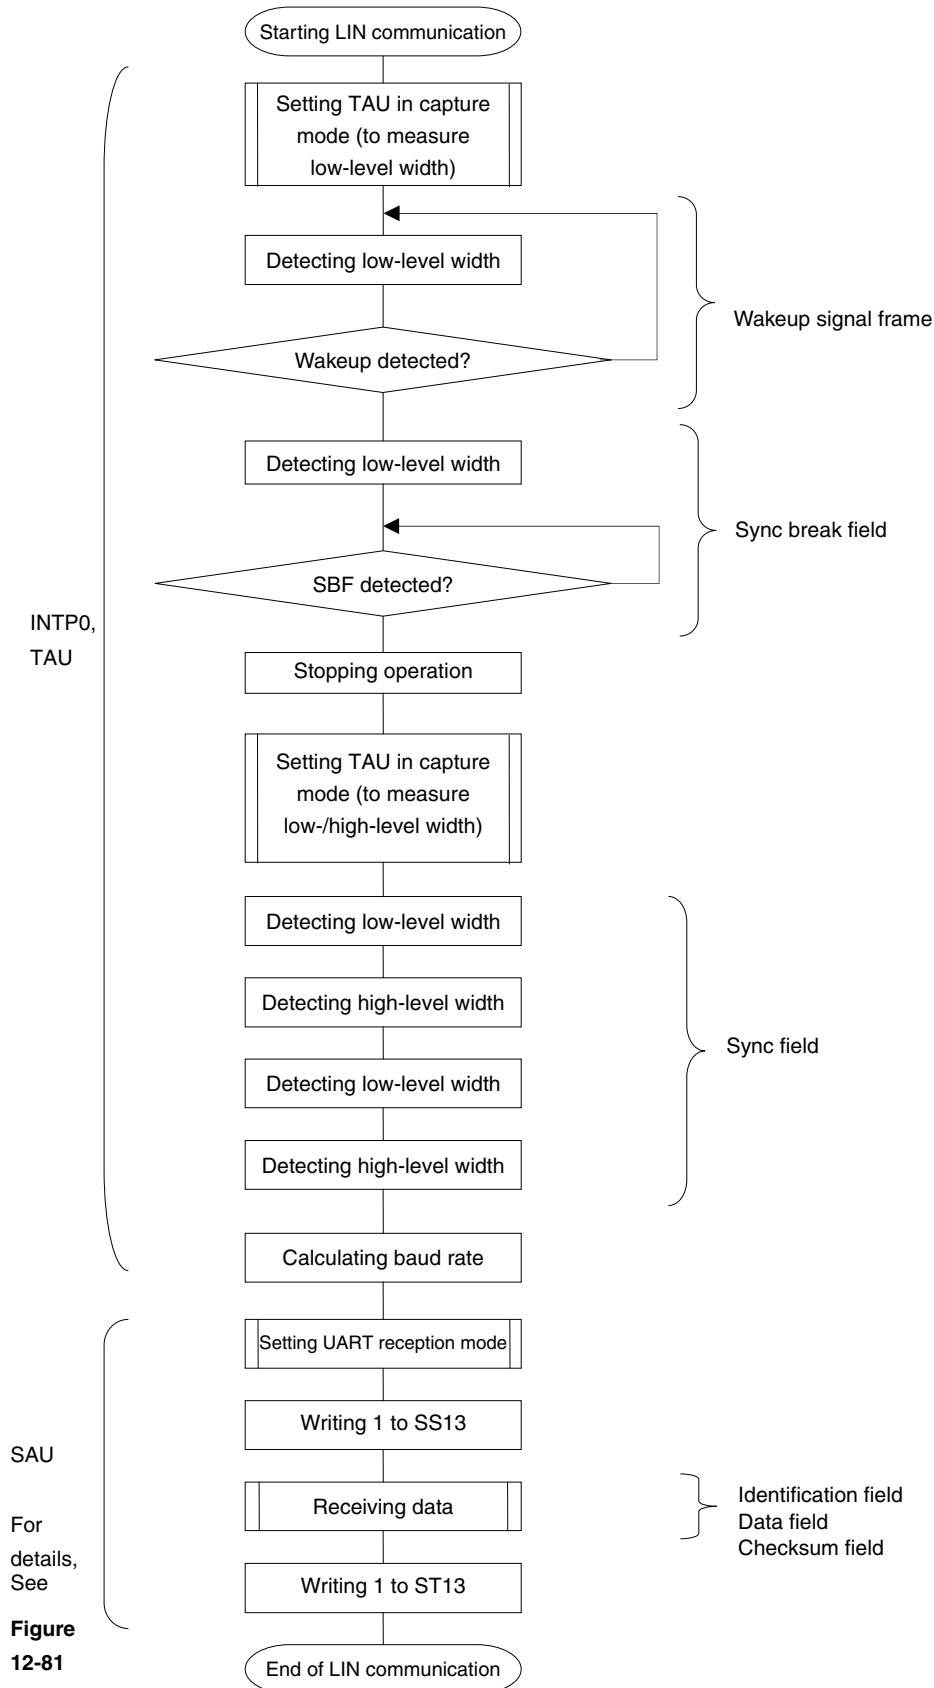 Starting LIN communication
Setting TAU in capture
mode (to measure
low-level width)
Detecting low-level width
Wakeup detected?
Wakeup signal frame
Detecting low-level width
SBF detected?
Sync break field
Stopping operation
Setting TAU in capture
mode (to measure
low-/high-level width)
INTP0,
TAU
Detecting low-level width
Detecting high-level width
Detecting low-level width
Detecting high-level width
Sync field
Calculating baud rate
Setting UART reception mode
Writing 1 to SS13
Receiving data
Identification field
Data field
Checksum field
Writing 1 to ST13
SAU
For
details,
See
Figure
12-81
End of LIN communication